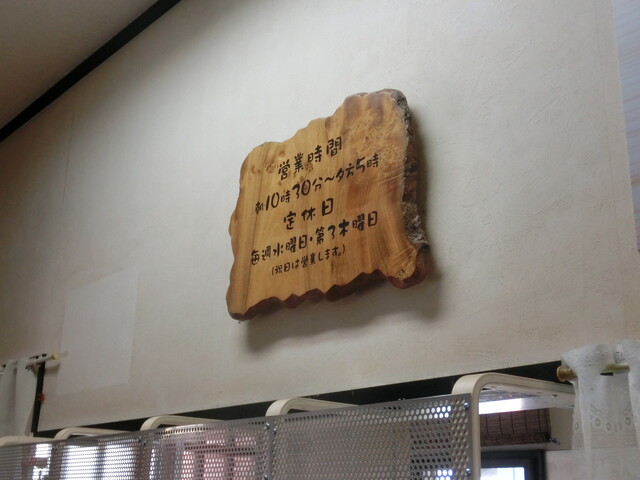 営業時間
朝10時30分～夕方5時
定休日
毎週水曜日・第3木曜日
(祝日は営業します。)